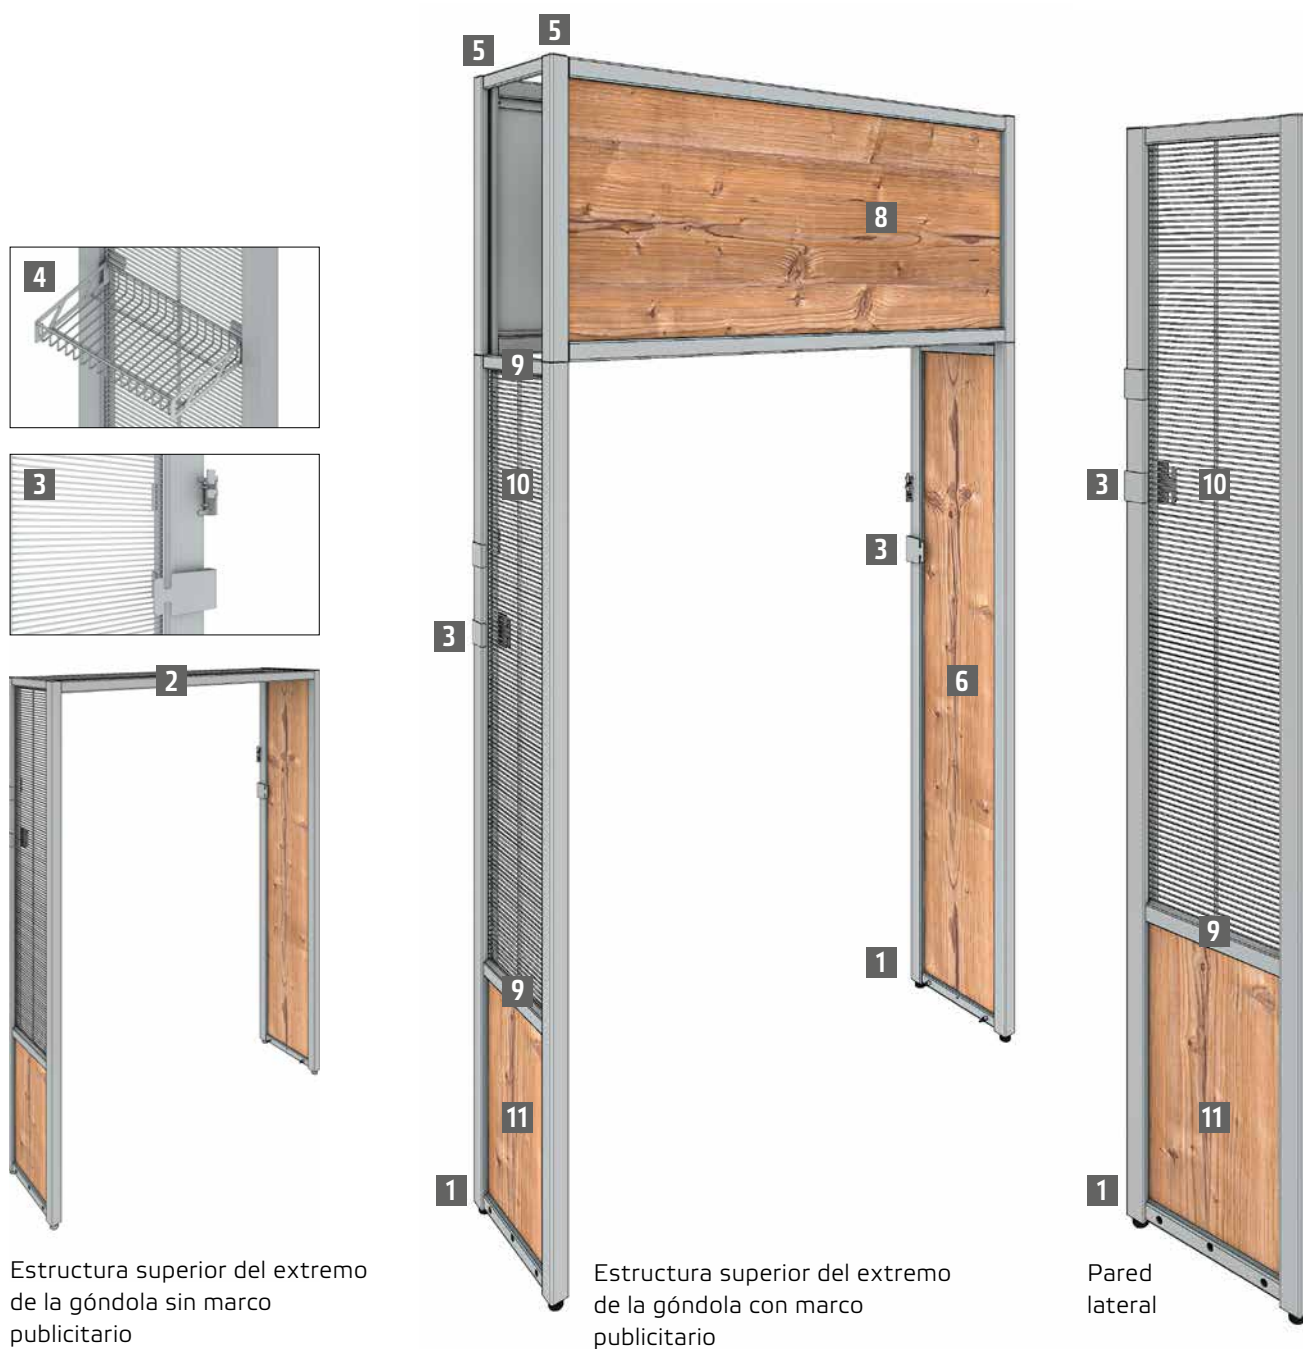 5
5
8
4
9
10
3
10
3
3
3
2
6
9
1
9
11
11
1
1
Estructura superior del extremo
de la góndola sin marco
publicitario
Estructura superior del extremo
de la góndola con marco
publicitario
Pared
lateral